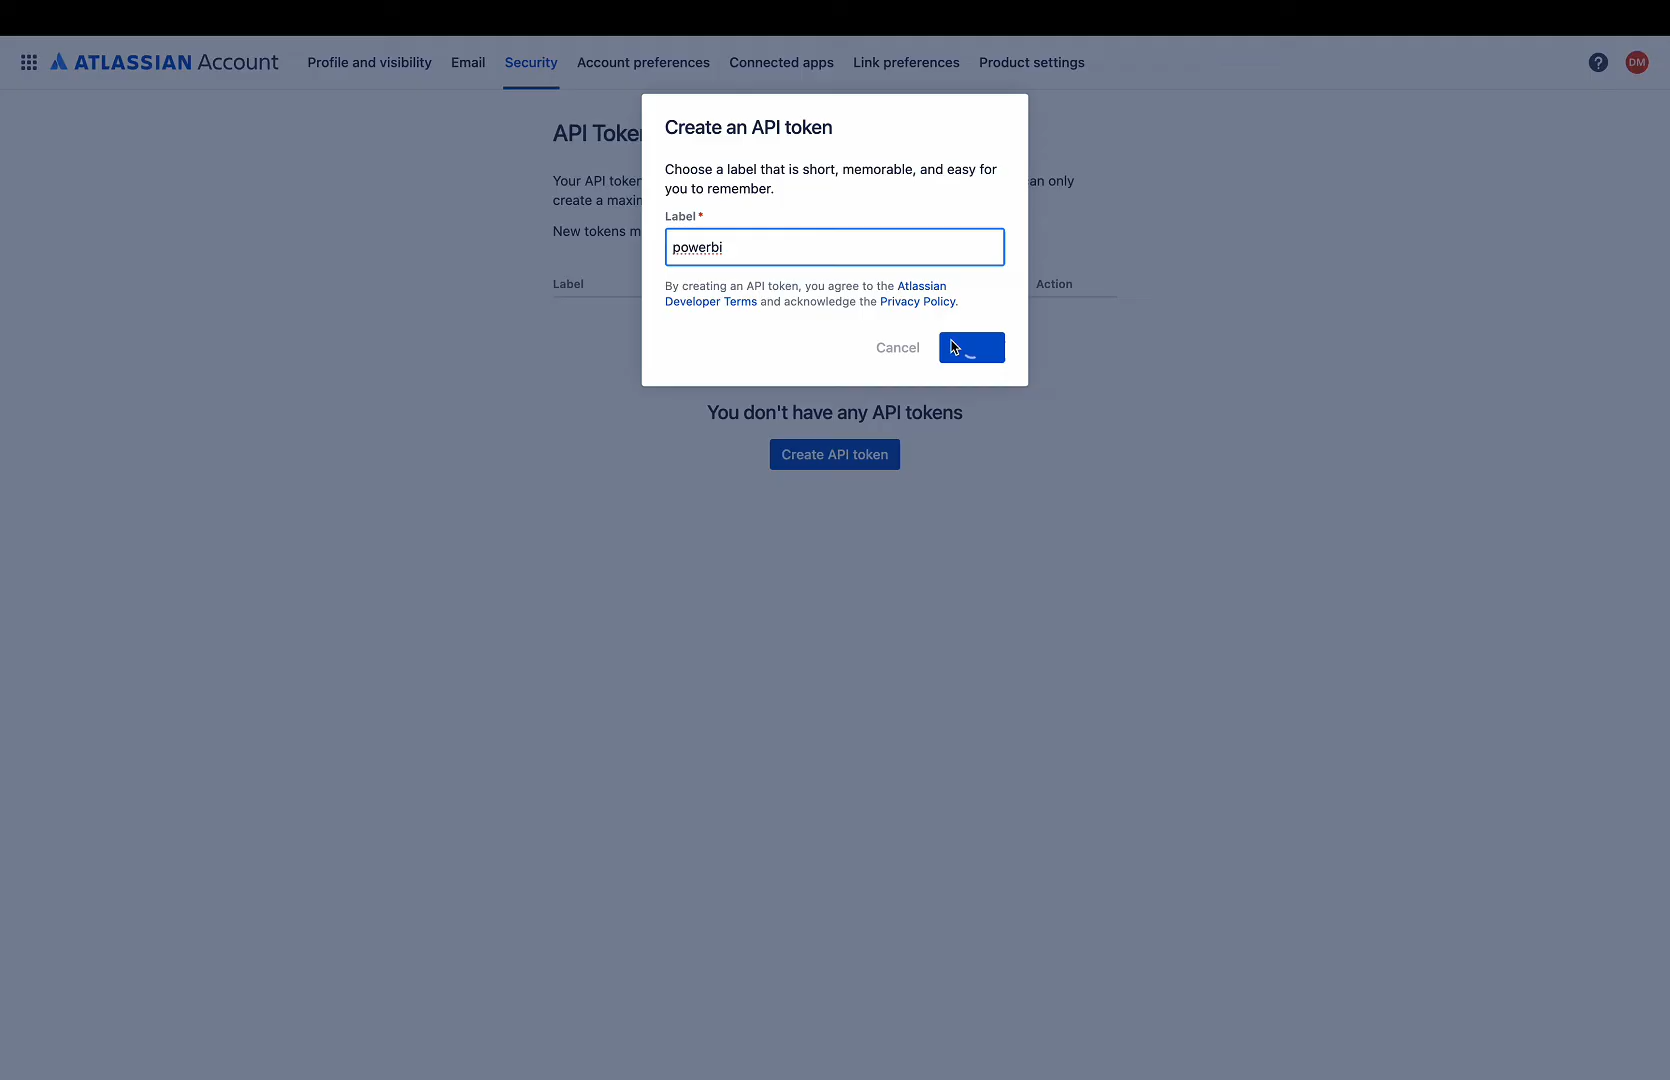 ATLASSIAN Account Profile and visibility Email Security Account preferences Connected apps Link preferences Product settings ? DM
API Toke
Your API token an only
create a maxin
New tokens m
Label Action
Create an API token
Choose a label that is short, memorable, and easy for
you to remember.
Label *
powerbi
By creating an API token, you agree to the Atlassian
Developer Terms and acknowledge the Privacy Policy.
Cancel
You don't have any API tokens
Create API token